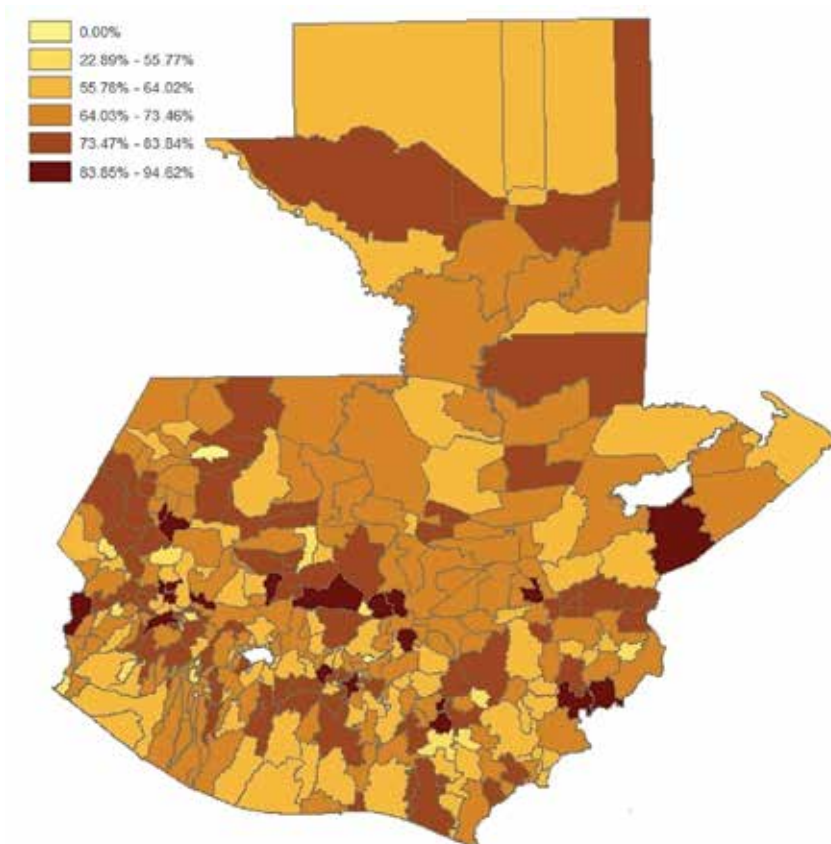 0.00%
22.89% - 55.77%
55.78% - 64.02%
64.03% - 73.46%
73.47% - 83.84%
83.85% - 94.62%